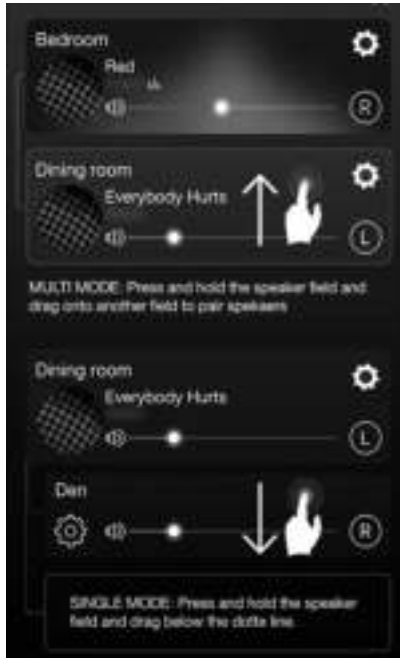 Bedroom
Red
R
Dining room
Everybody Hurts
L
MULTI MODE: Press and hold the speaker field and
drag onto another field to pair spekaers
Dining room
Everybody Hurts
L
Den
R
SINGLE MODE: Press and hold the speaker
field and drag below the dotte line.